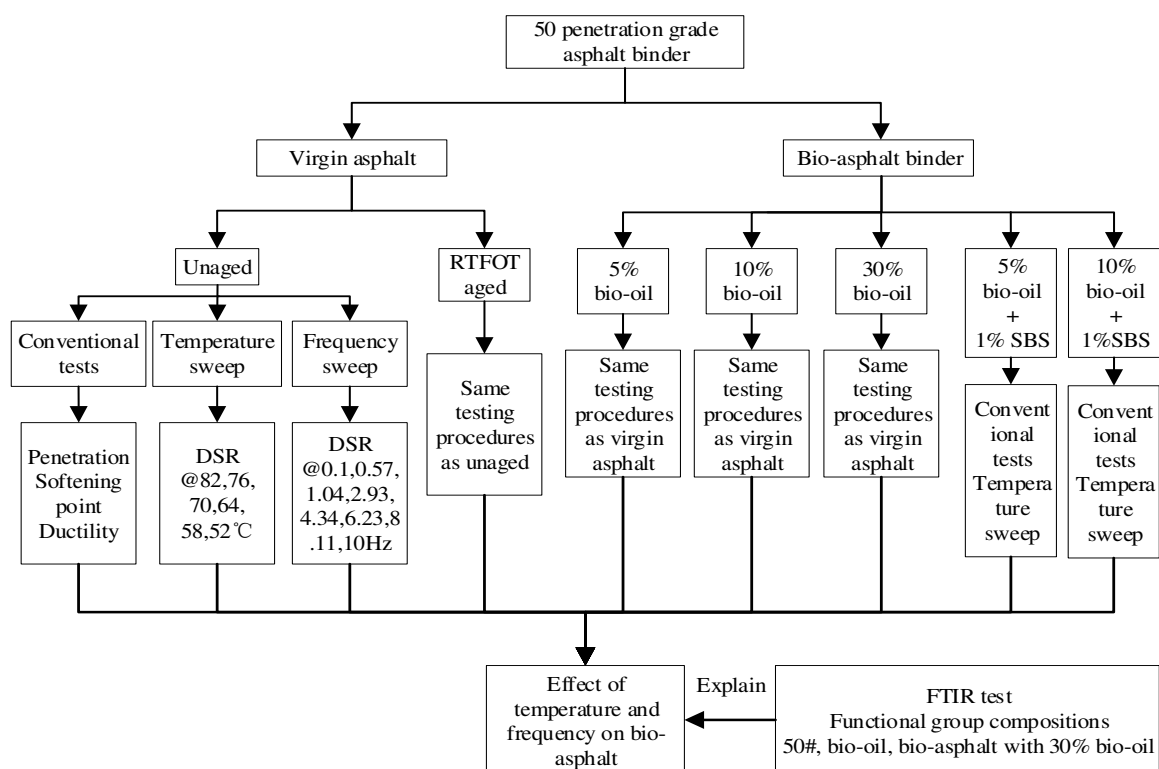 50 penetration grade
asphalt binder
Virgin asphalt
Bio-asphalt binder
Unaged
RTFOT
aged
5%
bio-oil
10%
bio-oil
30%
bio-oil
5%
bio-oil
+
1% SBS
10%
bio-oil
+
1%SBS
Conventional
tests
Temperature
sweep
Frequency
sweep
Same
testing
procedures
as unaged
Same
testing
procedures
as virgin
asphalt
Same
testing
procedures
as virgin
asphalt
Same
testing
procedures
as virgin
asphalt
Convent
ional
tests
Tempera
ture
sweep
Convent
ional
tests
Tempera
ture
sweep
Penetration
Softening
point
Ductility
DSR
@82,76,
70,64,
58,52℃
DSR
@0.1,0.57,
1.04,2.93,
4.34,6.23,8
.11,10Hz
Effect of
temperature and
frequency on bio-
asphalt
Explain
FTIR test
Functional group compositions
50#, bio-oil, bio-asphalt with 30% bio-oil